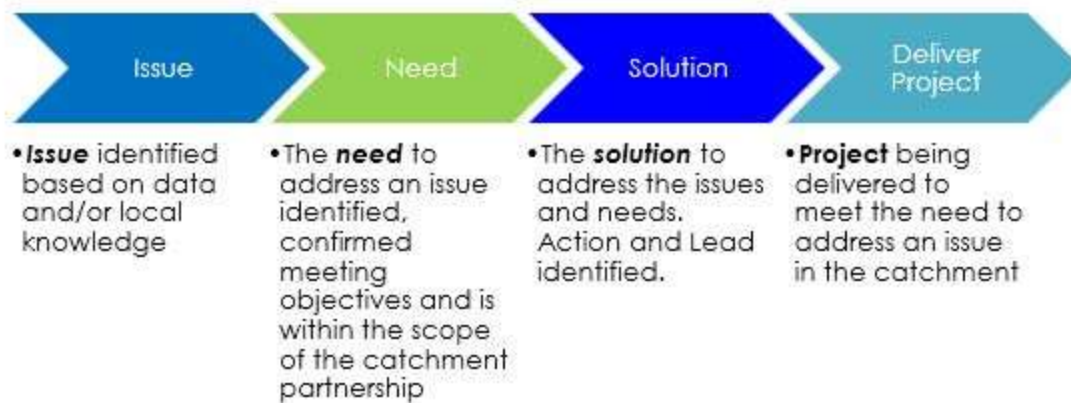 Issue
Need
Solution
Deliver
Project
•Issue identified
based on data
and/or local
knowledge
•The need to
address an issue
identified,
confirmed
meeting
objectives and is
within the scope
of the catchment
partnership
•The solution to
address the issues
and needs.
Action and Lead
identified.
•Project being
delivered to
meet the need to
address an issue
in the catchment